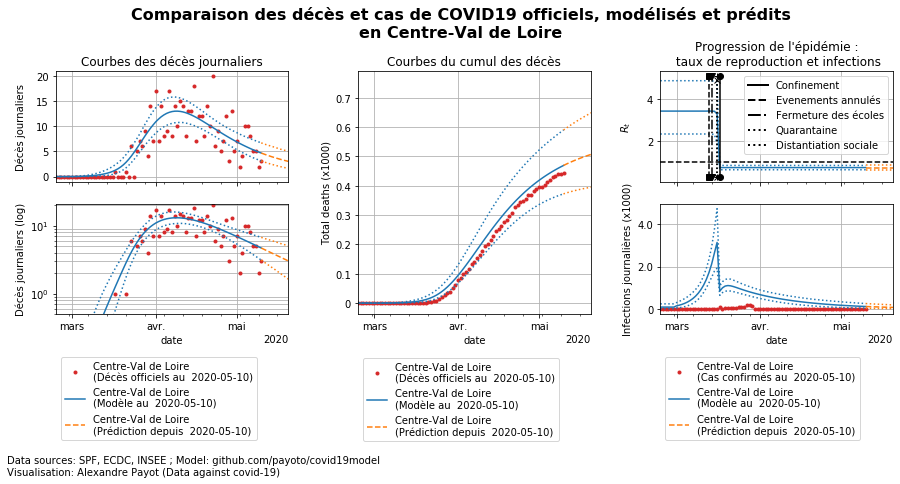 Comparaison des décès et cas de COVID19 officiels, modélisés et prédits
en Centre-Val de Loire
Courbes des décès journaliers
Décès journaliers
15
10
5
0
Décès journaliers (log)
10¹
10⁰
mars
avr.
mai
date
2020
Centre-Val de Loire
(Décès officiels au 2020-05-10)
Centre-Val de Loire
(Modèle au 2020-05-10)
Centre-Val de Loire
(Prédiction depuis 2020-05-10)
Courbes du cumul des décès
Total deaths (x1000)
0.7
0.6
0.5
0.4
0.3
0.2
0.1
0
mars
avr.
mai
date
2020
Centre-Val de Loire
(Décès officiels au 2020-05-10)
Centre-Val de Loire
(Modèle au 2020-05-10)
Centre-Val de Loire
(Prédiction depuis 2020-05-10)
Progression de l'épidémie :
taux de reproduction et infections
Rt
4
2
Confinement
Evenements annulés
Fermeture des écoles
Quarantaine
Distantiation sociale
Infections journalières (x1000)
4.0
2.0
0
mars
avr.
mai
date
2020
Centre-Val de Loire
(Cas confirmés au 2020-05-10)
Centre-Val de Loire
(Modèle au 2020-05-10)
Centre-Val de Loire
(Prédiction depuis 2020-05-10)
Data sources: SPF, ECDC, INSEE ; Model: github.com/payoto/covid19model
Visualisation: Alexandre Payot (Data against covid-19)